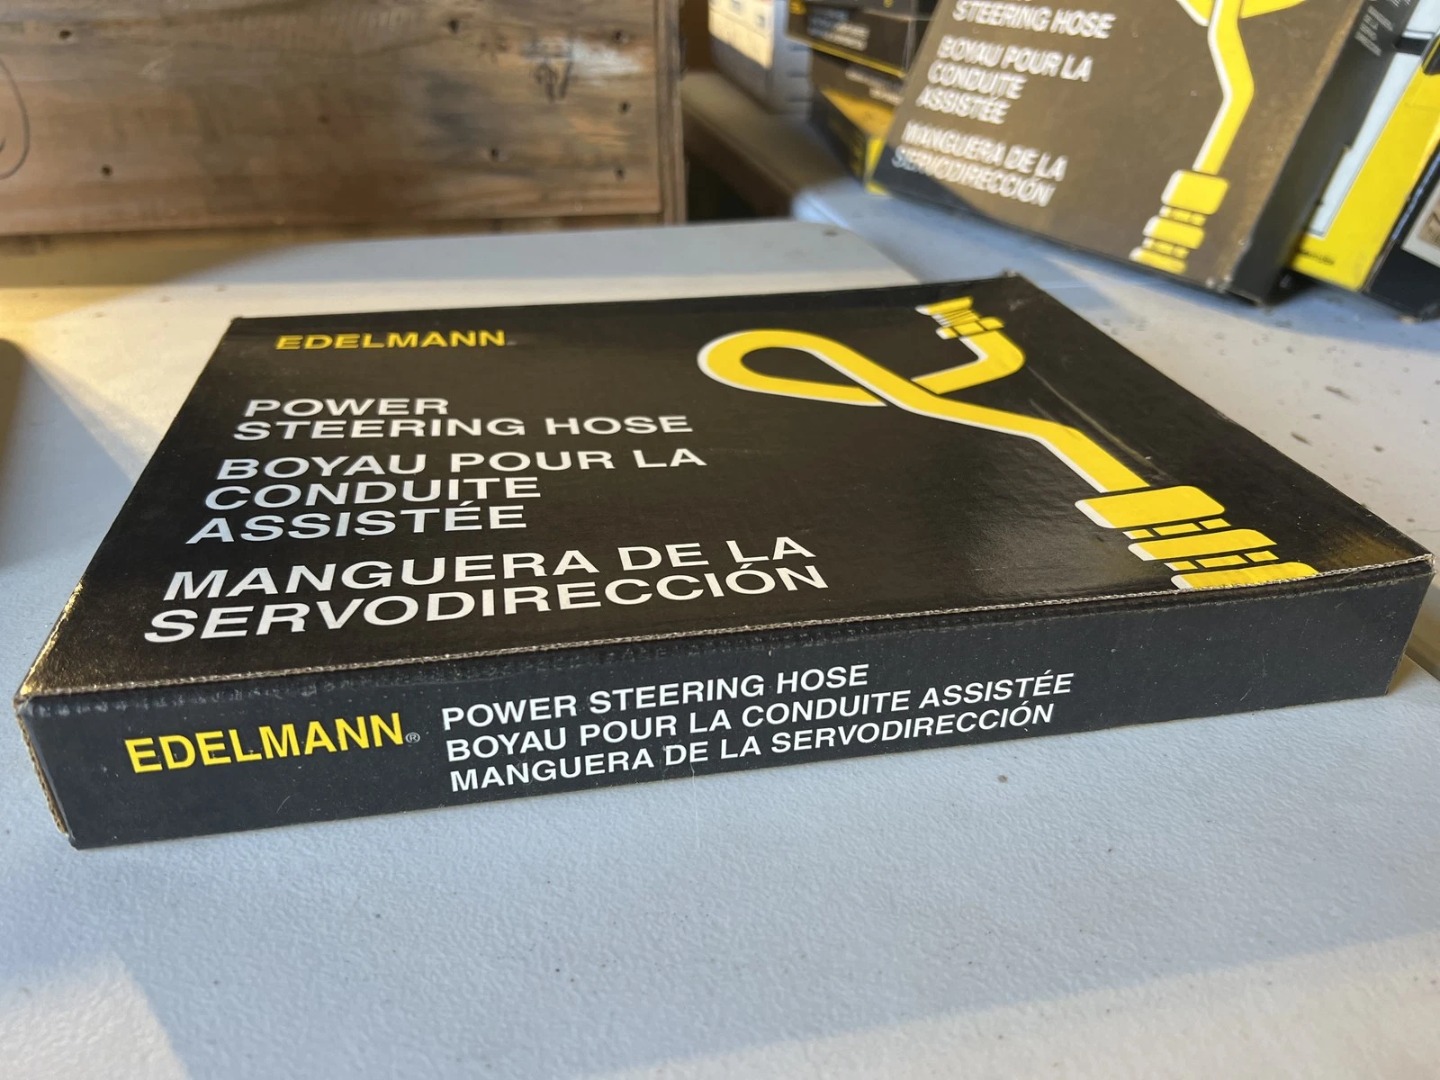 STEERING HOSE
BOYAU POUR LA
CONDUITE
ASSISTÉE
MANGUERA DE LA
SERVODIRECCIÓN
EDELMANN
POWER
STEERING HOSE
BOYAU POUR LA
CONDUITE
ASSISTÉE
MANGUERA DE LA
SERVODIRECCIÓN
EDELMANN®
POWER STEERING HOSE
BOYAU POUR LA CONDUITE ASSISTÉE
MANGUERA DE LA SERVODIRECCIÓN